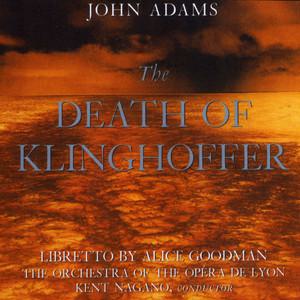 JOHN ADAMS
The
DEATH OF
KLINGHOFFER
LIBRETTO BY ALICE GOODMAN
THE ORCHESTRA OF THE OPÉRA DE LYON
KENT NAGANO, CONDUCTOR